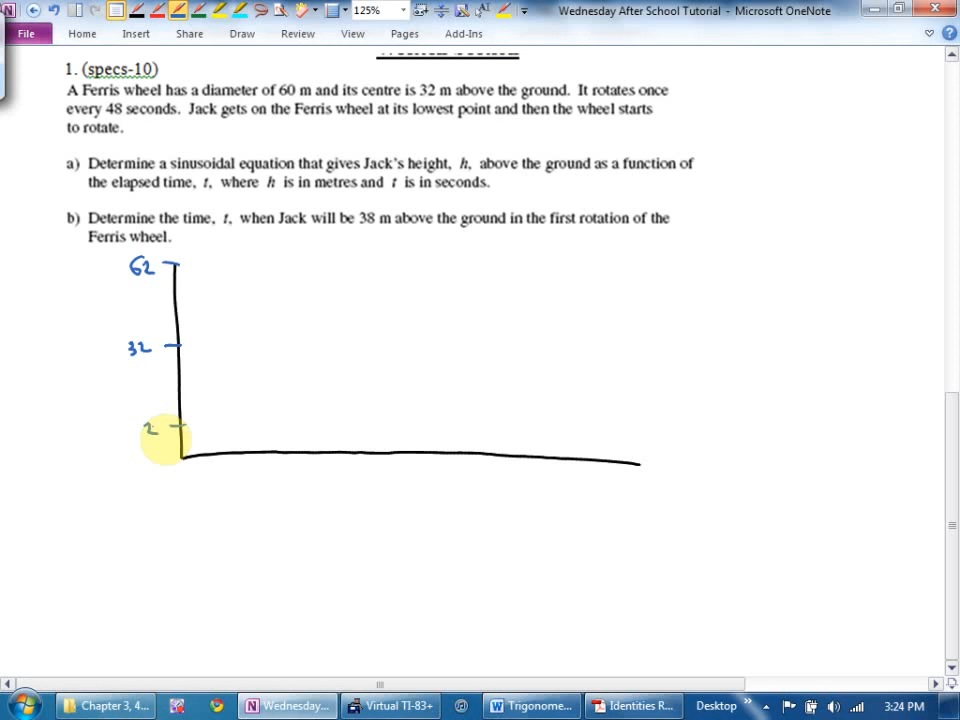 Wednesday After School Tutorial - Microsoft OneNote
125%
File Home Insert Share Draw Review View Pages Add-Ins
1. (specs-10)
A Ferris wheel has a diameter of 60 m and its centre is 32 m above the ground. It rotates once
every 48 seconds. Jack gets on the Ferris wheel at its lowest point and then the wheel starts
to rotate.
a) Determine a sinusoidal equation that gives Jack's height, h, above the ground as a function of
the elapsed time, t, where h is in metres and t is in seconds.
b) Determine the time, t, when Jack will be 38 m above the ground in the first rotation of the
Ferris wheel.
62
32
2
Chapter 3, 4... Wednesday... Virtual TI-83+ Trigonome... Identities R... Desktop 3:24 PM